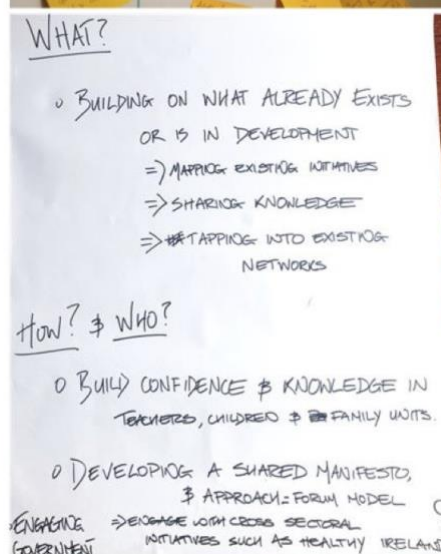 WHAT?
o BUILDING ON WHAT ALREADY EXISTS
OR IS IN DEVELOPMENT
=> MAPPING EXISTING INITIATIVES
=> SHARING KNOWLEDGE
=> TAPPING INTO EXISTING
NETWORKS
HOW? & WHO?
o BUILD CONFIDENCE & KNOWLEDGE IN
TEACHERS, CHILDREN & FAMILY UNITS.
o DEVELOPING A SHARED MANIFESTO,
& APPROACH = FORUM MODEL
ENGAGING => ENGAGE WITH CROSS SECTORAL
GOVERNMENT INITIATIVES SUCH AS HEALTHY IRELAND